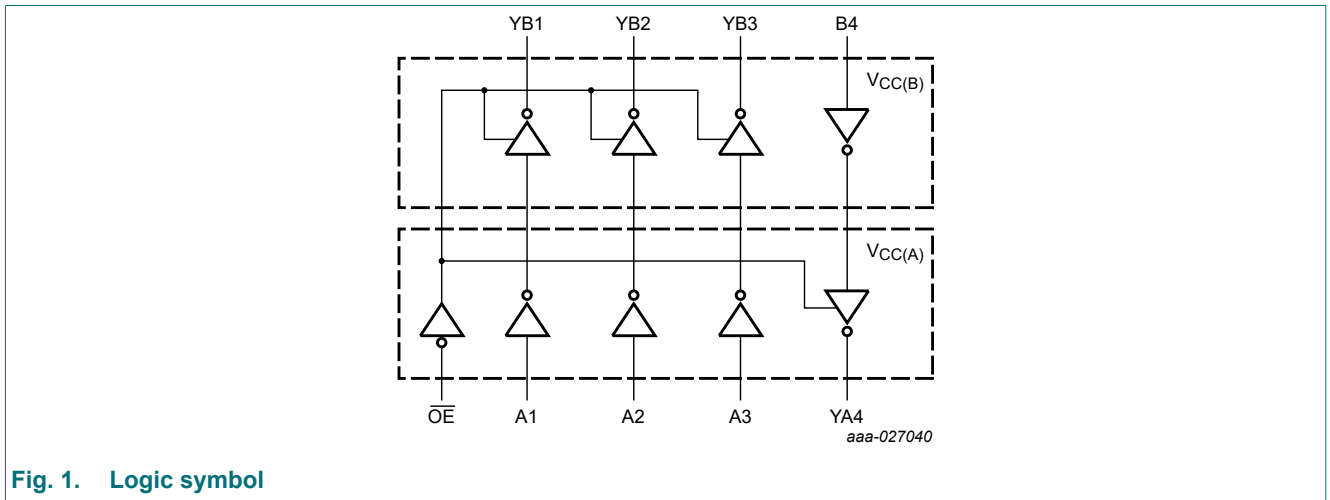 YB1 YB2 YB3 B4
VCC(B)
VCC(A)
OE A1 A2 A3 YA4
aaa-027040
Fig. 1. Logic symbol